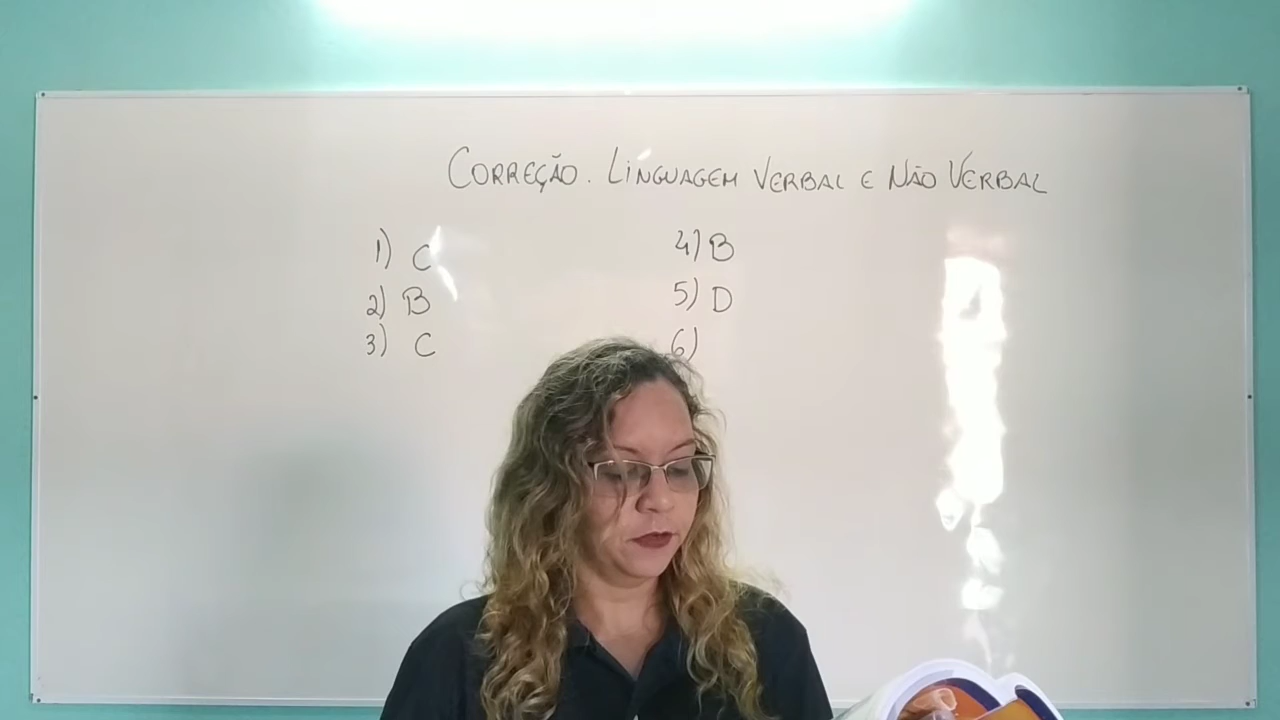 CORREÇÃO. LINGUAGEM VERBAL E NÃO VERBAL
1) C
2) B
3) C
4) B
5) D
6)